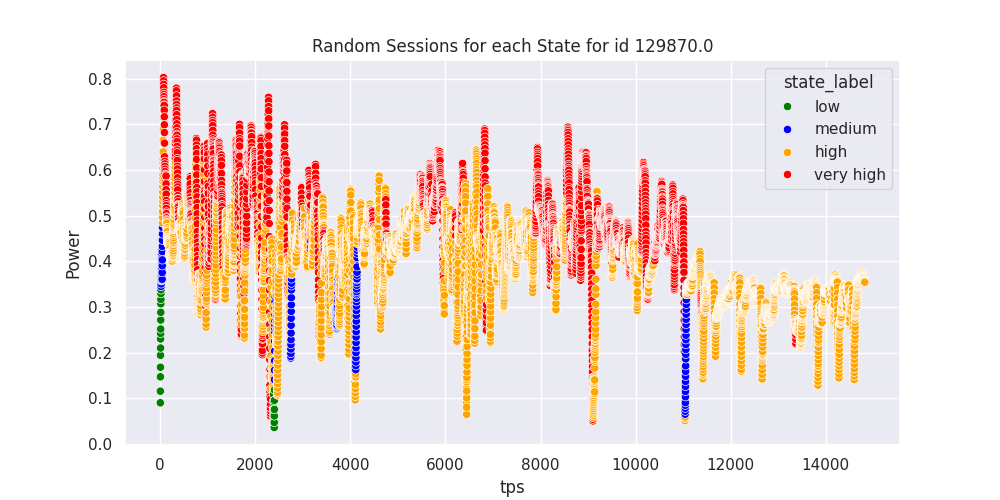 Random Sessions for each State for id 129870.0
state_label
low
medium
high
very high
Power
0.8
0.7
0.6
0.5
0.4
0.3
0.2
0.1
0.0
0 2000 4000 6000 8000 10000 12000 14000
tps